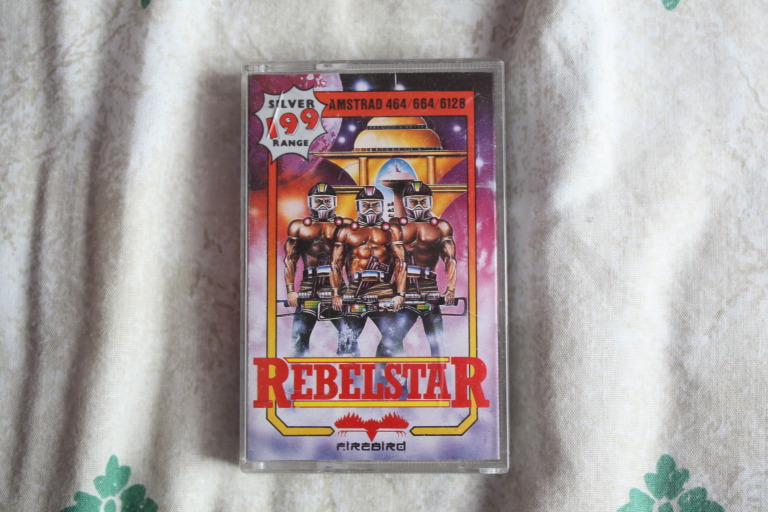 SILVER
199
RANGE
AMSTRAD 464/664/6128
REBELSTAR
FIREBIRD